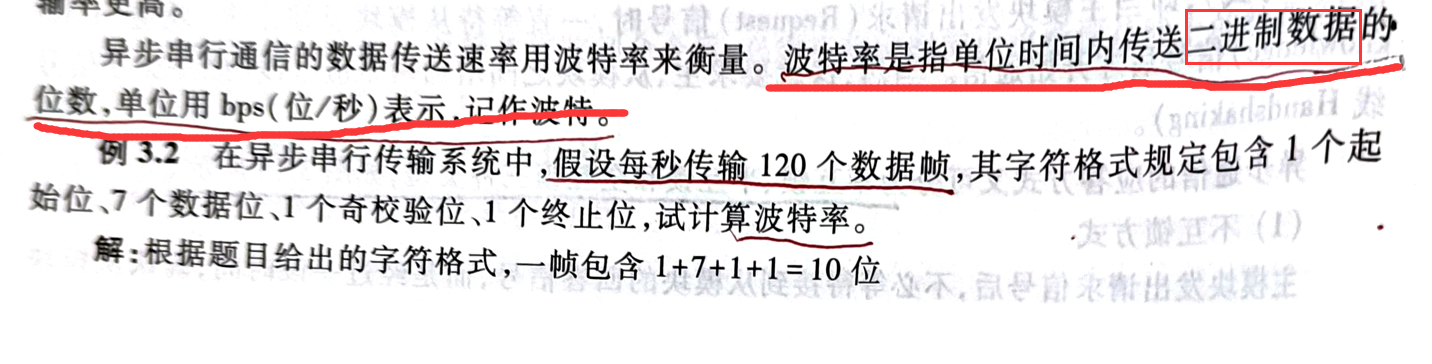 输率更高。
异步串行通信的数据传送速率用波特率来衡量。波特率是指单位时间内传送二进制数据的
位数,单位用 bps(位/秒)表示,记作波特。
例 3.2 在异步串行传输系统中,假设每秒传输 120 个数据帧,其字符格式规定包含 1 个起
始位、7 个数据位、1 个奇校验位、1 个终止位,试计算波特率。
解:根据题目给出的字符格式,一帧包含 1+7+1+1=10 位